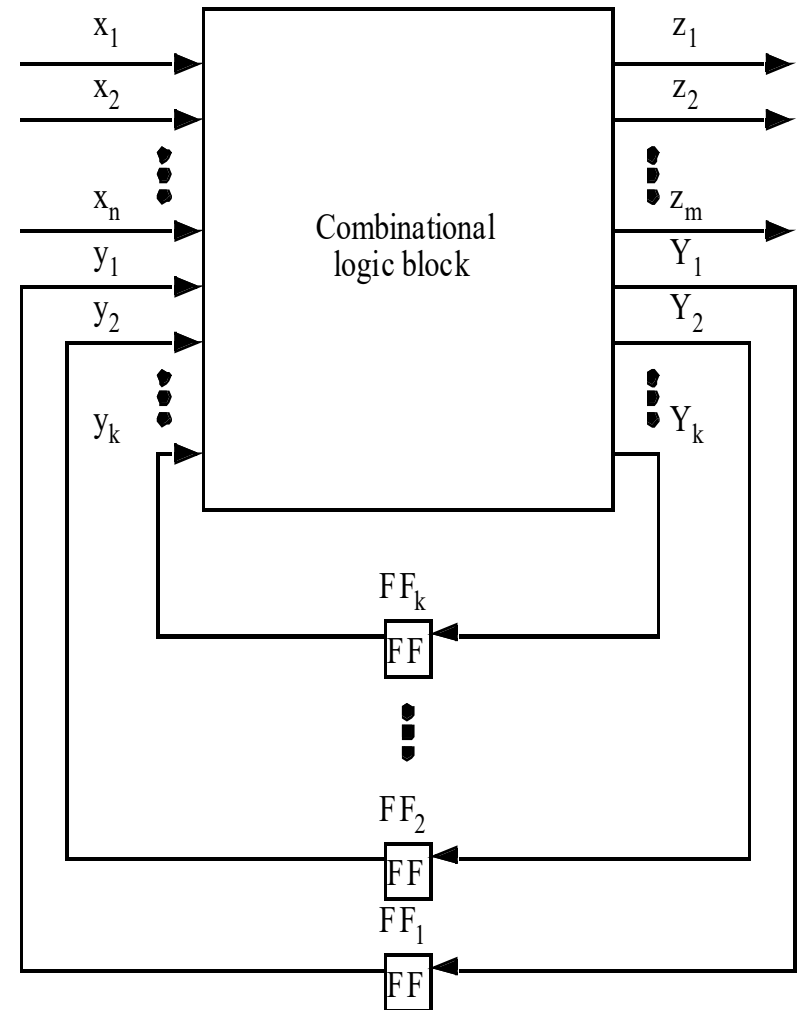 x₁
z₁
x₂
z₂
xₙ
zₘ
Combinational
logic block
y₁
Y₁
y₂
Y₂
yₖ
Yₖ
FFₖ
FF
FF₂
FF
FF₁
FF